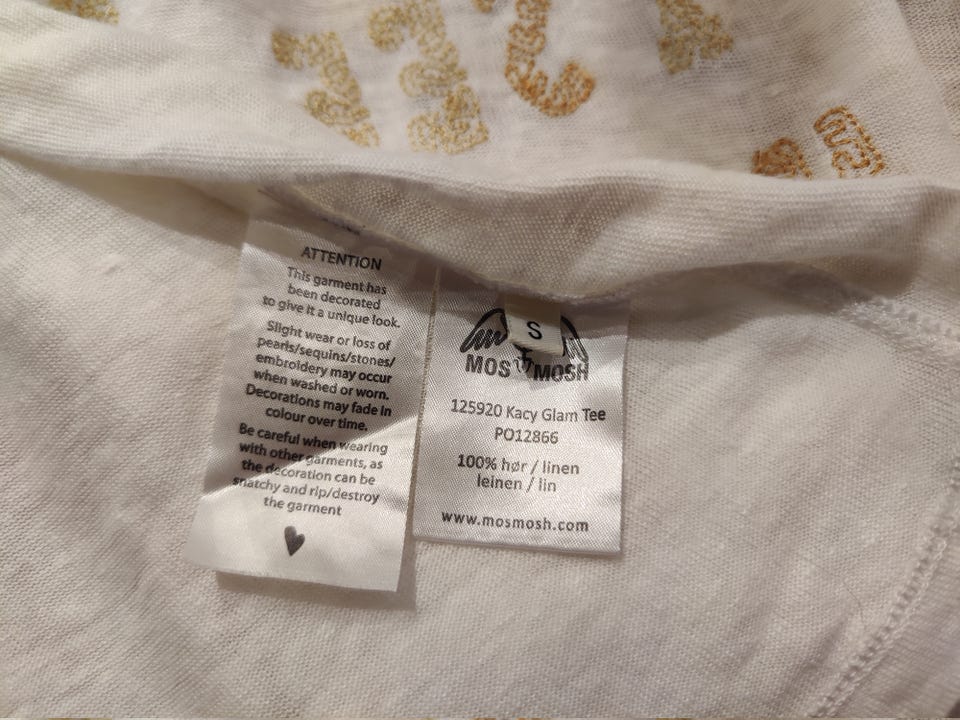 ATTENTION
This garment has
been decorated
to give it a unique look.
Slight wear or loss of
pearls/sequins/stones/
embroidery may occur
when washed or worn.
Decorations may fade in
colour over time.
Be careful when wearing
with other garments, as
the decoration can be
snatchy and rip/destroy
the garment
S
MOS MOSH
125920 Kacy Glam Tee
PO12866
100% hør / linen
leinen / lin
www.mosmosh.com